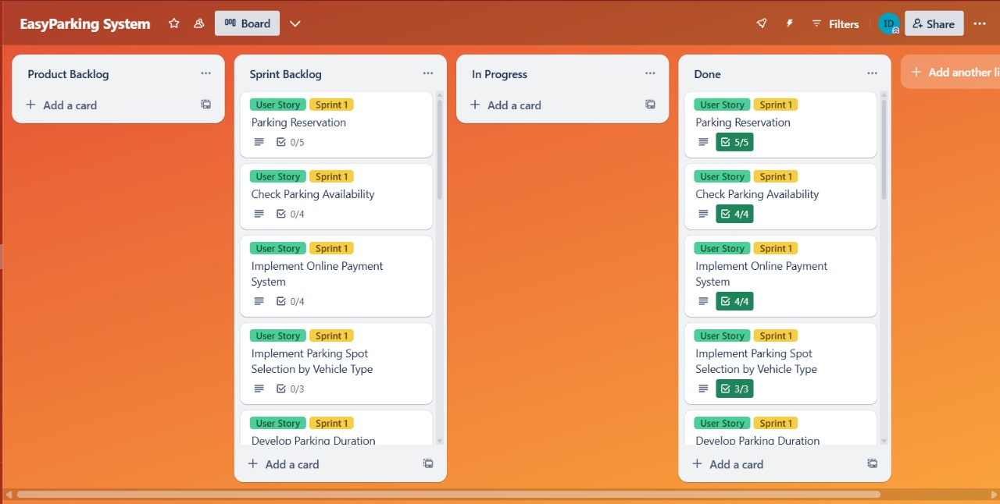 EasyParking System
Board
Filters
ID
Share
Product Backlog
Add a card
Sprint Backlog
User Story Sprint 1
Parking Reservation
0/5
User Story Sprint 1
Check Parking Availability
0/4
User Story Sprint 1
Implement Online Payment
System
0/4
User Story Sprint 1
Implement Parking Spot
Selection by Vehicle Type
0/3
User Story Sprint 1
Develop Parking Duration
Add a card
In Progress
Add a card
Done
User Story Sprint 1
Parking Reservation
5/5
User Story Sprint 1
Check Parking Availability
4/4
User Story Sprint 1
Implement Online Payment
System
4/4
User Story Sprint 1
Implement Parking Spot
Selection by Vehicle Type
3/3
User Story Sprint 1
Develop Parking Duration
Add a card
Add another li